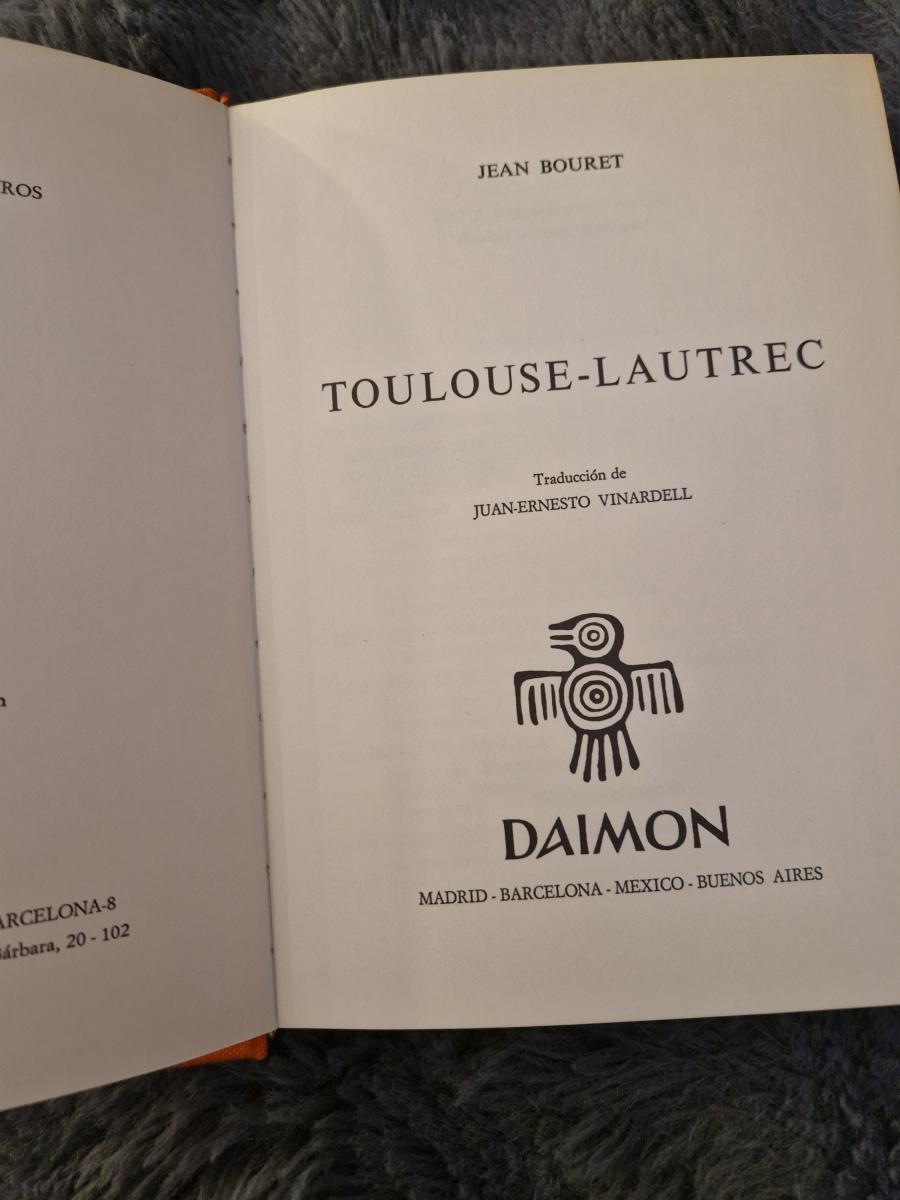 ROS
ARCELONA-8
árbara, 20 - 102
JEAN BOURET
TOULOUSE-LAUTREC
Traducción de
JUAN-ERNESTO VINARDELL
DAIMON
MADRID - BARCELONA - MEXICO - BUENOS AIRES